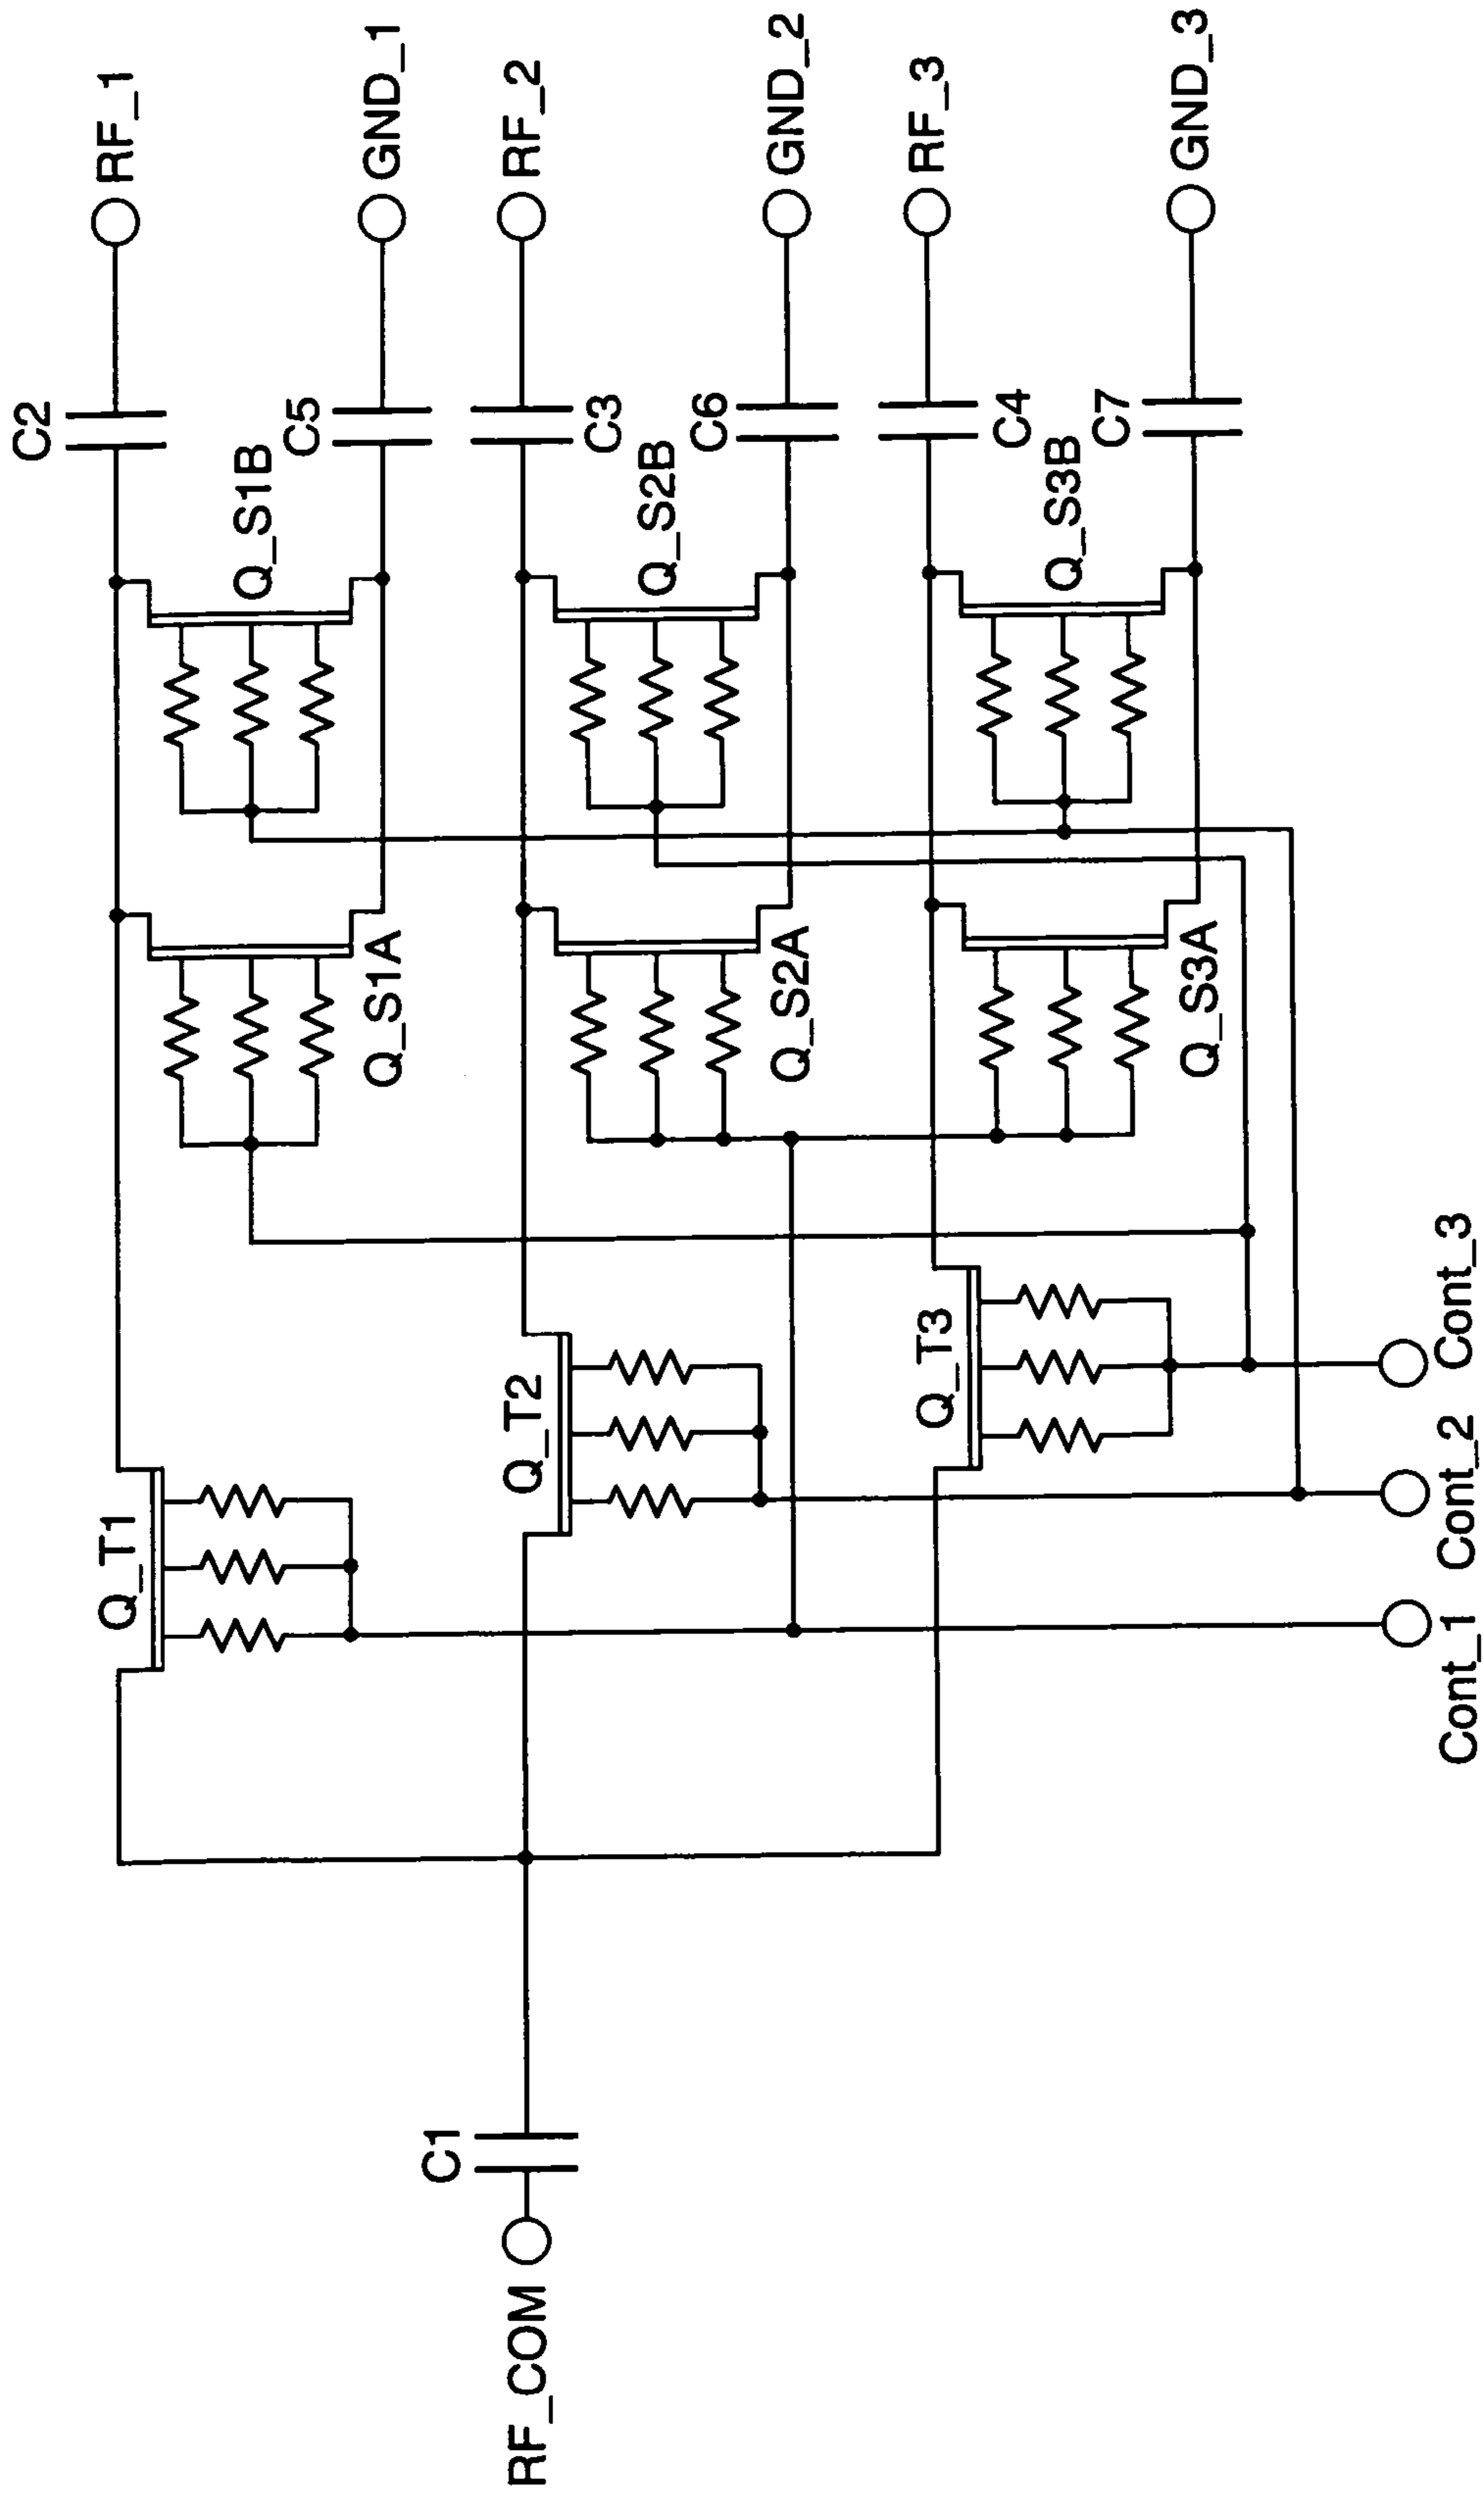 RF_1
GND_1
RF_2
GND_2
RF_3
GND_3
C2
C5
C3
C6
C4
C7
Q_S1B
Q_S2B
Q_S3B
Q_S1A
Q_S2A
Q_S3A
Q_T1
Q_T2
Q_T3
Cont_3
Cont_2
Cont_1
C1
RF_COM